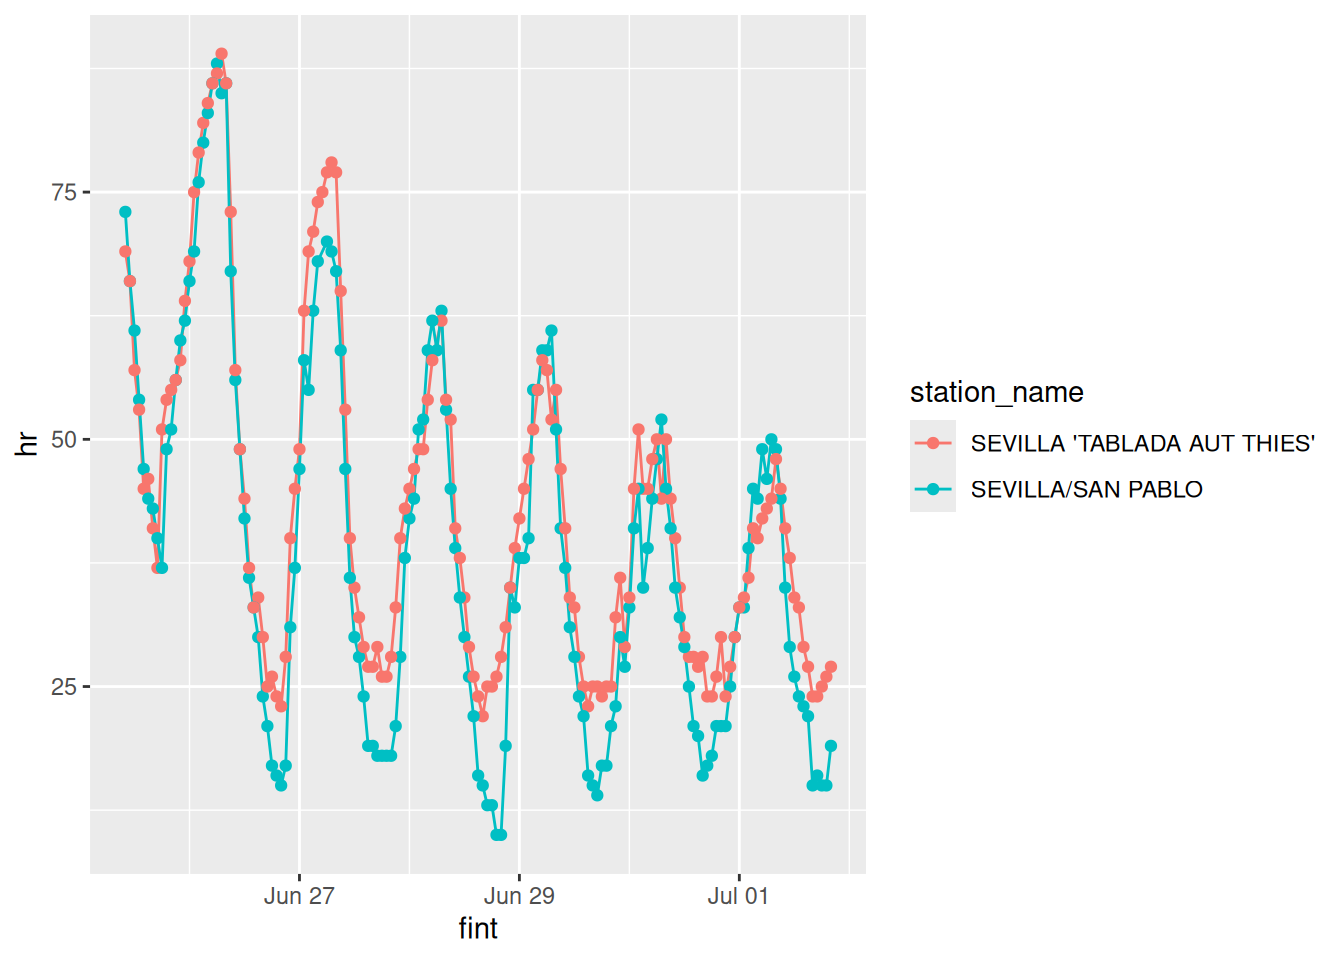 75
50
25
hr
Jun 27
Jun 29
Jul 01
fint
station_name
SEVILLA 'TABLADA AUT THIES'
SEVILLA/SAN PABLO